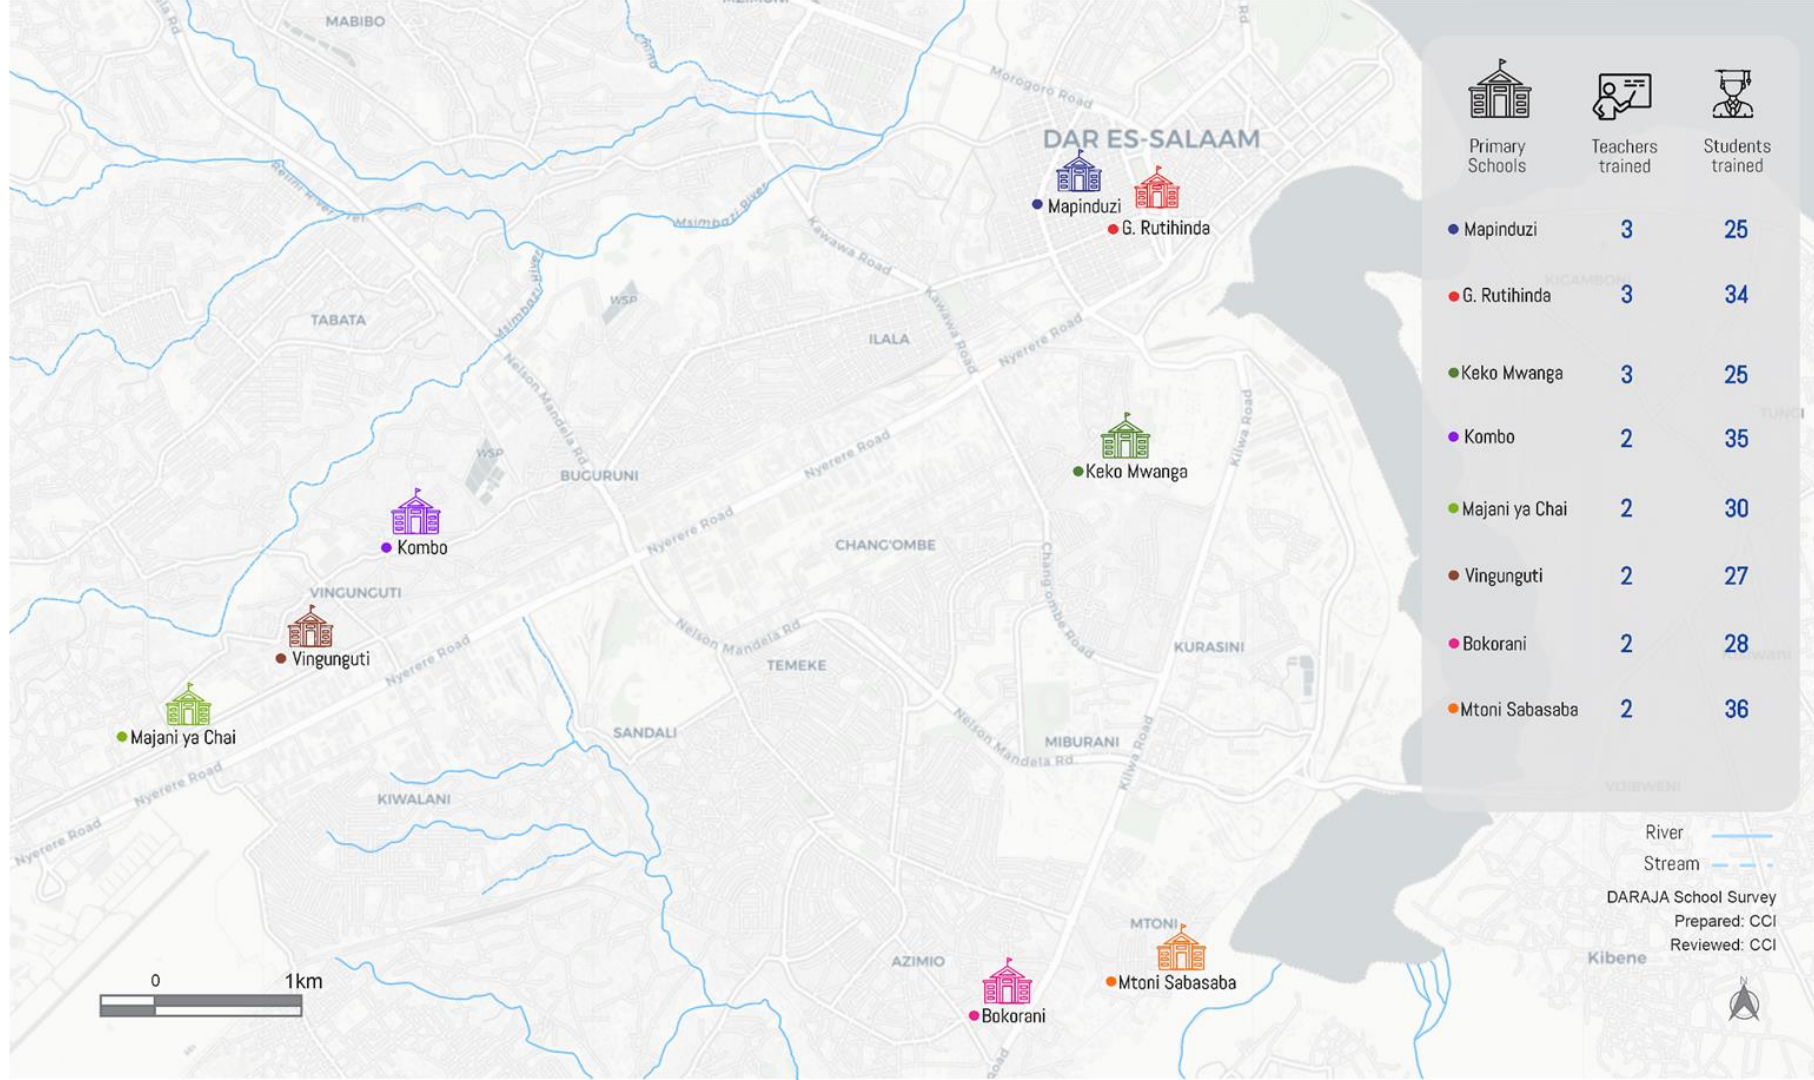 MABIBO
Morogoro Road
DAR ES-SALAAM
Mapinduzi
G. Rutihinda
Msimbazi River
Kawawa Road
Msimbazi River
WSP
TABATA
ILALA
Kawawa Road
Nyerere Road
Nelson Mandela Rd
Kilwa Road
WSP
BUGURUNI
Nyerere Road
Keko Mwanga
Kombo
Nyerere Road
CHANG'OMBE
Chang'ombe Road
VINGUNGUTI
Vingunguti
Nyerere Road
Nelson Mandela Rd
TEMEKE
KURASINI
Majani ya Chai
SANDALI
Nelson Mandela Rd
MIBURANI
Kilwa Road
Nyerere Road
KIWALANI
Nyerere Road
MTONI
AZIMIO
Mtoni Sabasaba
Bokorani
Road
0 1km
Primary Schools
Teachers trained
Students trained
Mapinduzi 3 25
G. Rutihinda 3 34
KIGAMBONI
Keko Mwanga 3 25
TUNGI
Kombo 2 35
Majani ya Chai 2 30
Vingunguti 2 27
Bokorani 2 28
Mtoni Sabasaba 2 36
River
Stream
DARAJA School Survey
Prepared: CCI
Reviewed: CCI
Kibene
N